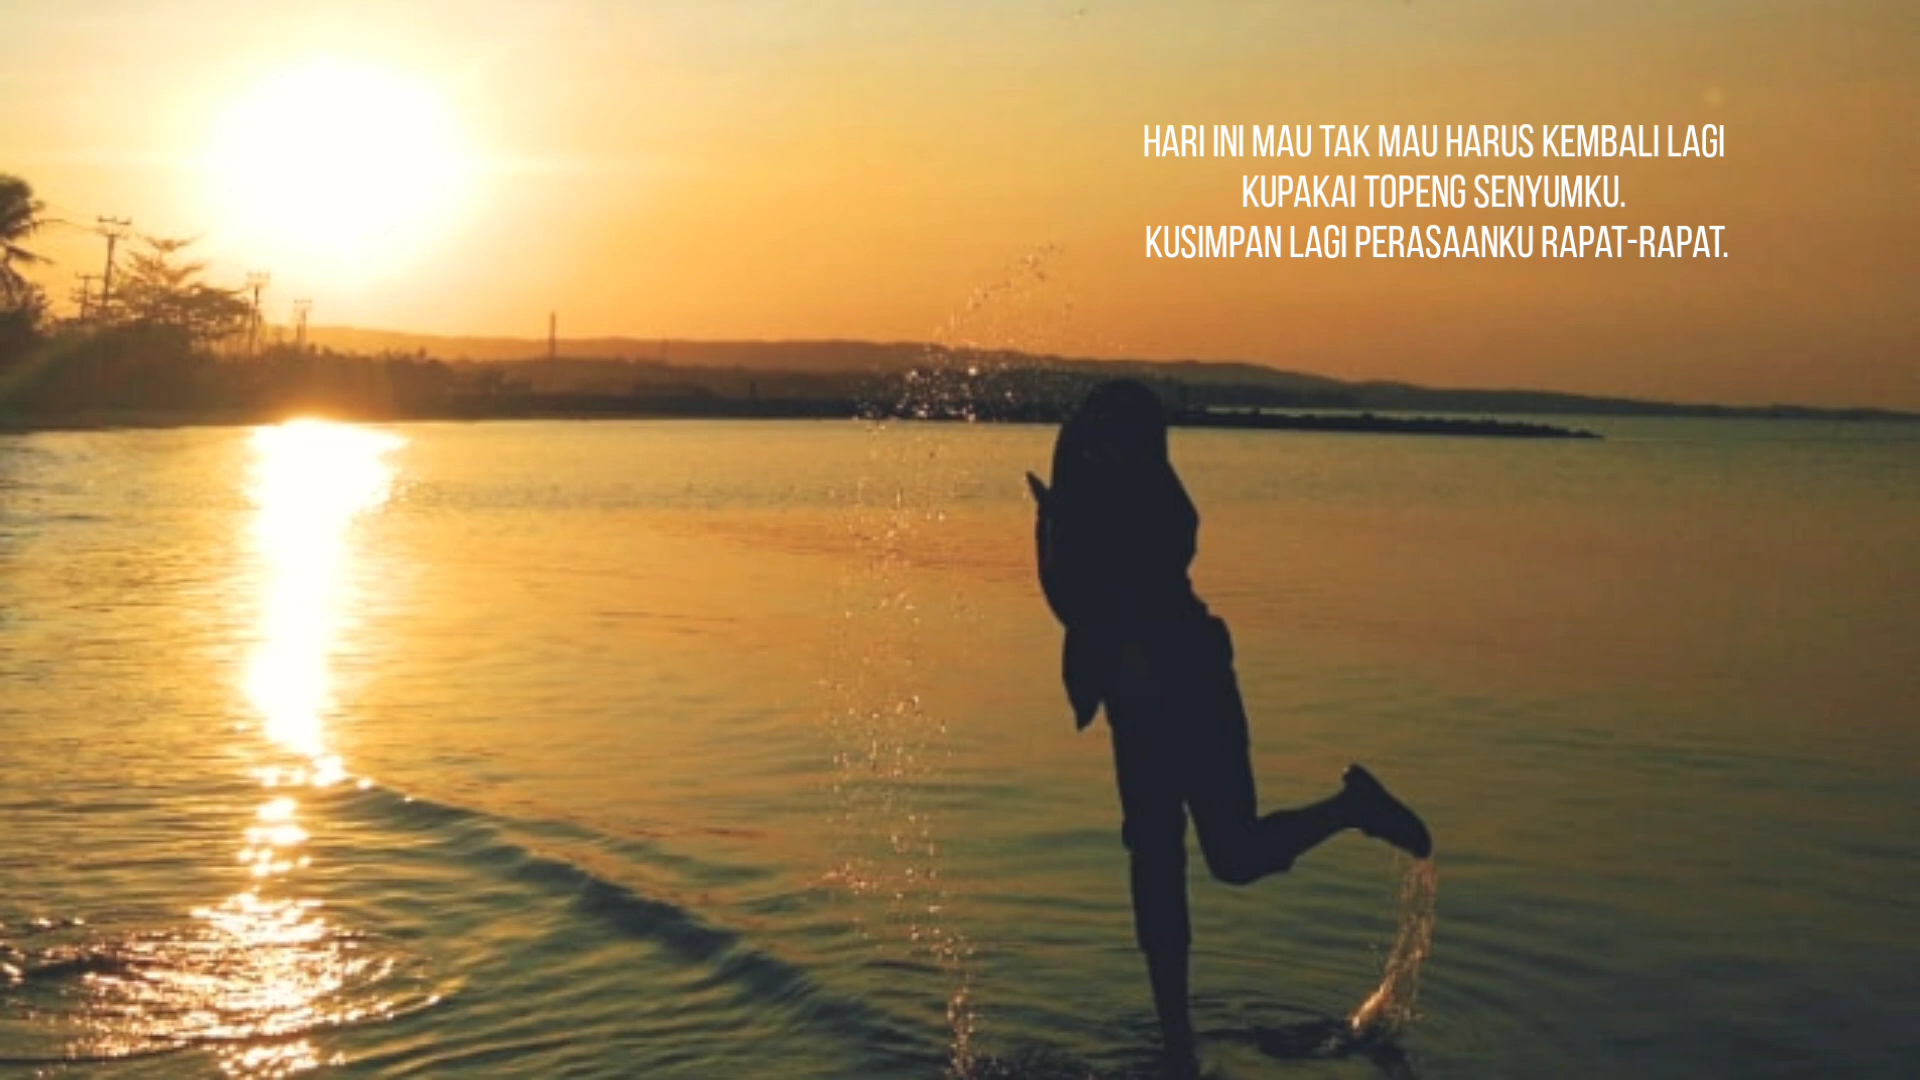 HARI INI MAU TAK MAU HARUS KEMBALI LAGI
KUPAKAI TOPENG SENYUMKU.
KUSIMPAN LAGI PERASAANKU RAPAT-RAPAT.